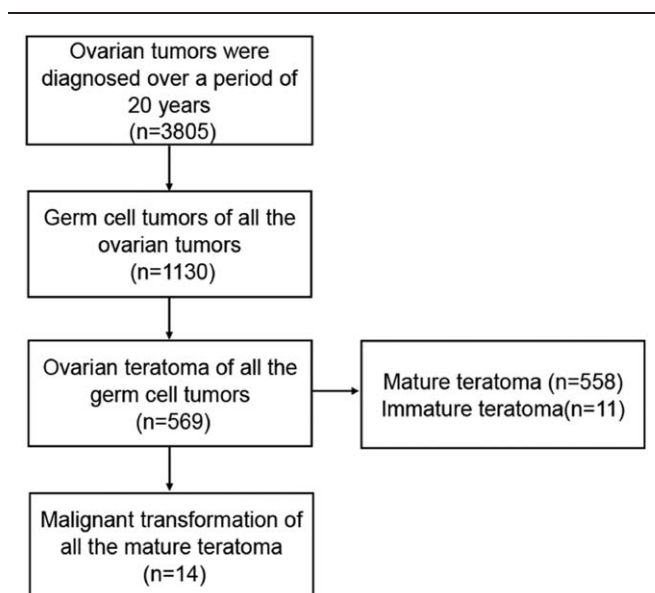 Ovarian tumors were
diagnosed over a period of
20 years
(n=3805)
Germ cell tumors of all the
ovarian tumors
(n=1130)
Ovarian teratoma of all the
germ cell tumors
(n=569)
Mature teratoma (n=558)
Immature teratoma(n=11)
Malignant transformation of
all the mature teratoma
(n=14)